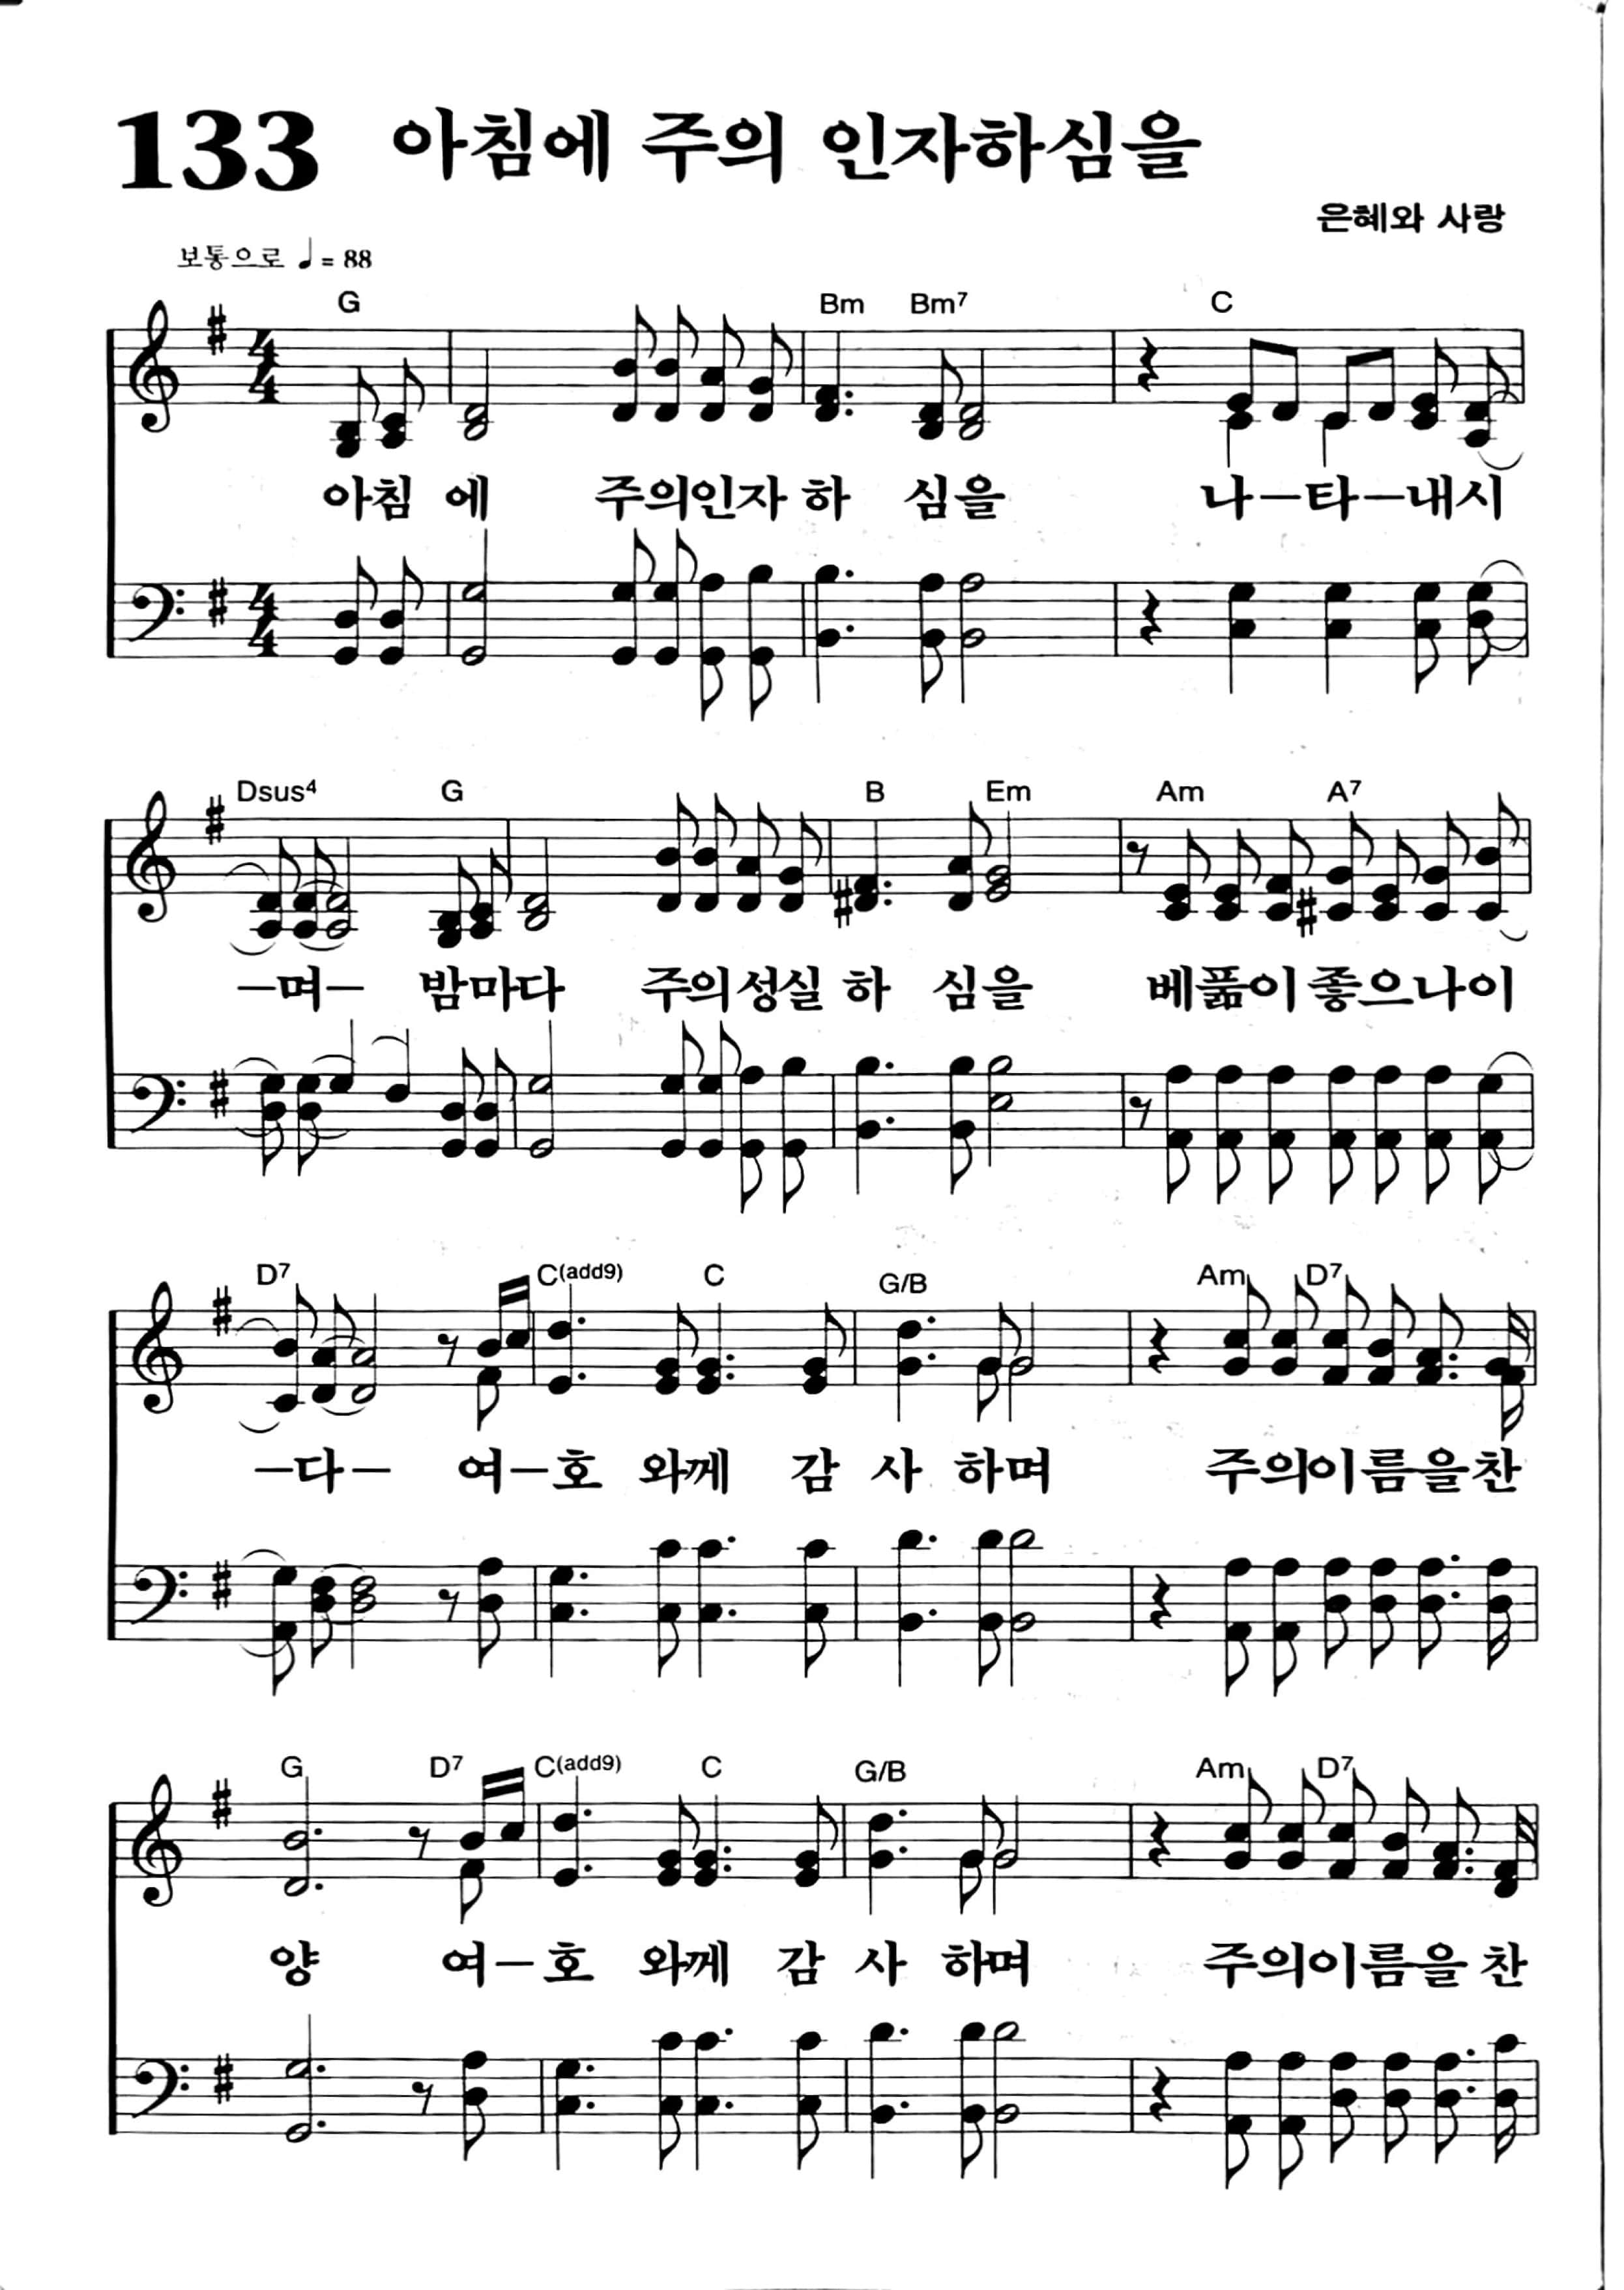 133 아침에 주의 인자하심을
은혜와 사랑
보통으로 ♩= 88
G Bm Bm7 C
4/4
아침 에 주의인자 하 심을 나-타-내시
4/4
Dsus4 G B Em Am A7
-며- 밤마다 주의성실 하 심을 베풂이좋으나이
D7 C(add9) C G/B Am D7
-다- 여-호 와께 감 사 하며 주의이름을찬
G D7 C(add9) C G/B Am D7
양 여-호 와께 감 사 하며 주의이름을 찬